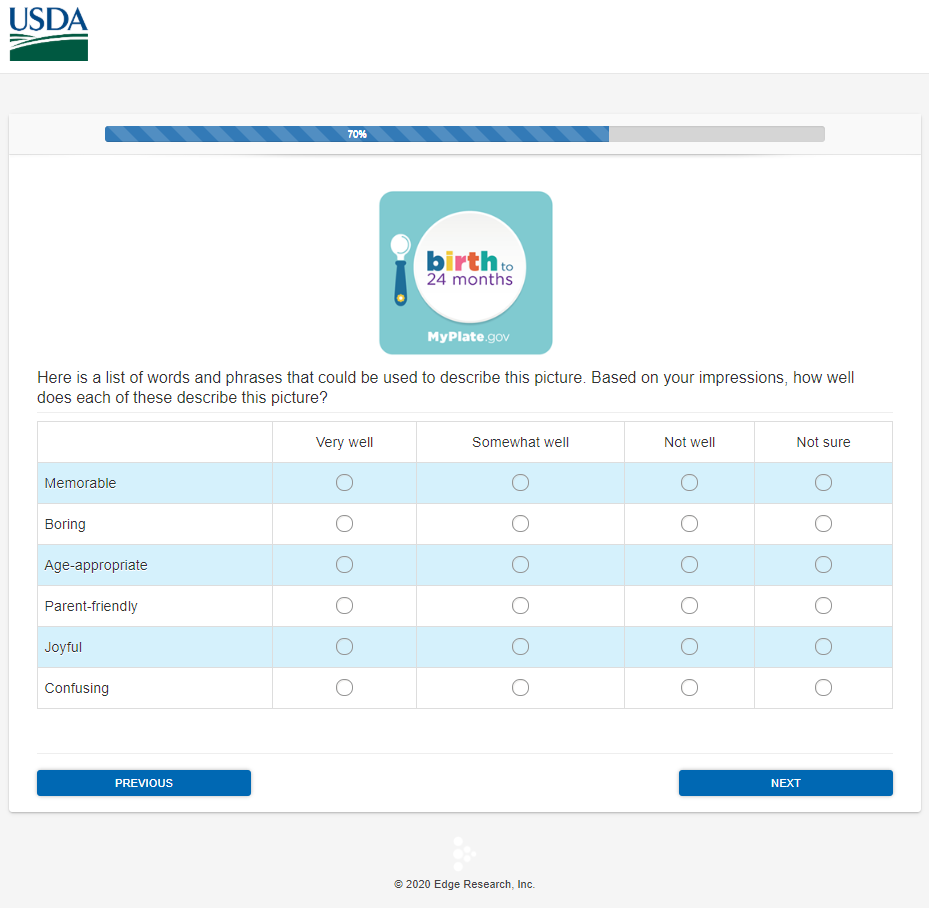 USDA
70%
birth to
24 months
MyPlate.gov
Here is a list of words and phrases that could be used to describe this picture. Based on your impressions, how well
does each of these describe this picture?
Very well Somewhat well Not well Not sure
Memorable
Boring
Age-appropriate
Parent-friendly
Joyful
Confusing
PREVIOUS NEXT
© 2020 Edge Research, Inc.